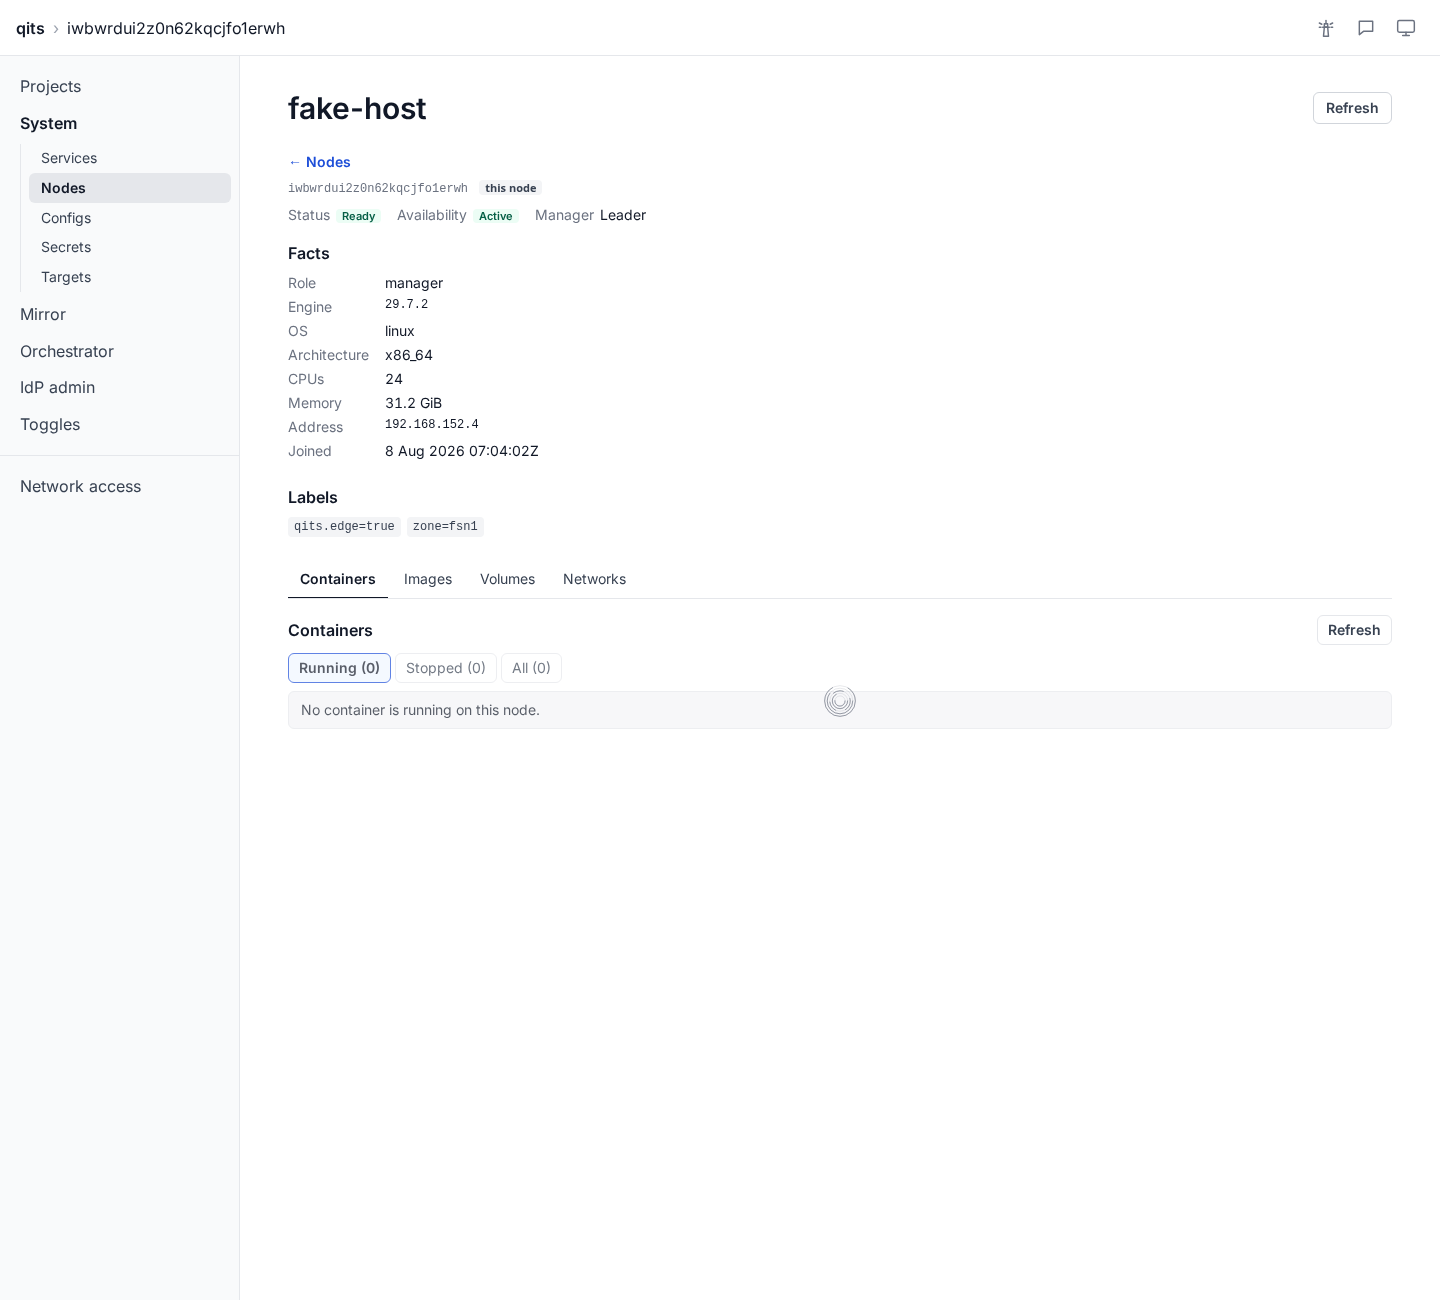 qits › iwbwrdui2z0n62kqcjfo1erwh
Projects
System
Services
Nodes
Configs
Secrets
Targets
Mirror
Orchestrator
IdP admin
Toggles
Network access
fake-host
Refresh
← Nodes
iwbwrdui2z0n62kqcjfo1erwh this node
Status Ready Availability Active Manager Leader
Facts
Role manager
Engine 29.7.2
OS linux
Architecture x86_64
CPUs 24
Memory 31.2 GiB
Address 192.168.152.4
Joined 8 Aug 2026 07:04:02Z
Labels
qits.edge=true zone=fsn1
Containers Images Volumes Networks
Containers
Refresh
Running (0) Stopped (0) All (0)
No container is running on this node.